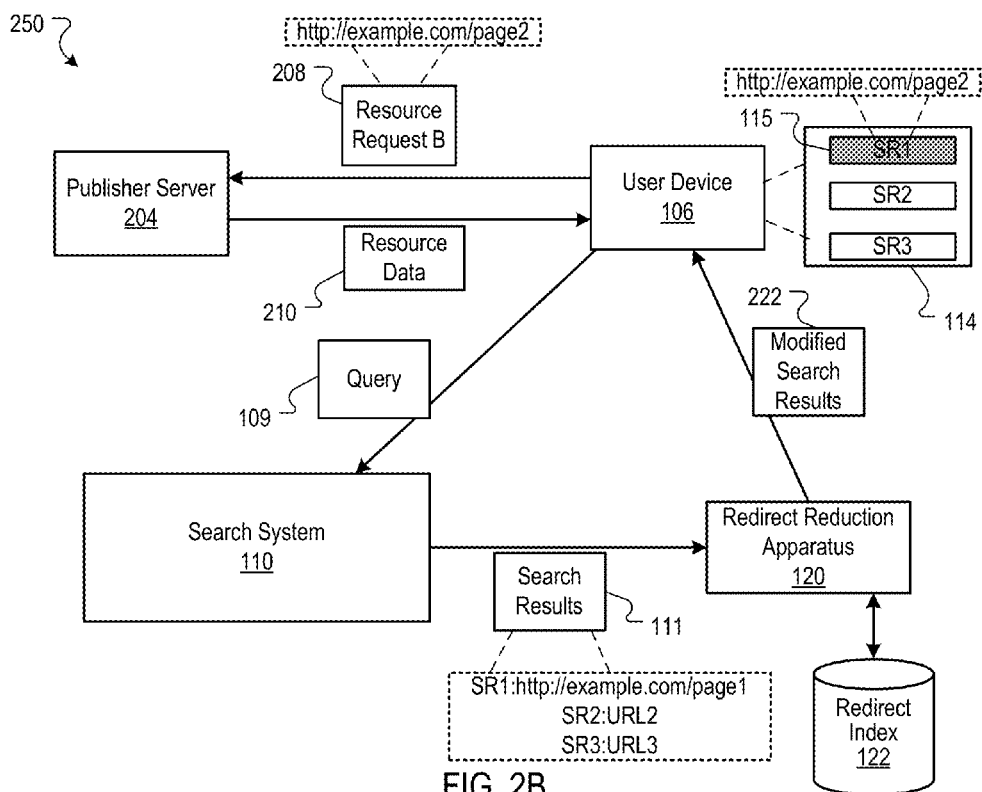 250
http://example.com/page2
208
Resource
Request B
http://example.com/page2
115
SR1
SR2
SR3
114
Publisher Server
204
User Device
106
Resource
Data
210
222
Modified
Search
Results
Query
109
Search System
110
Redirect Reduction
Apparatus
120
Search
Results
111
SR1:http://example.com/page1
SR2:URL2
SR3:URL3
Redirect
Index
122
FIG. 2B